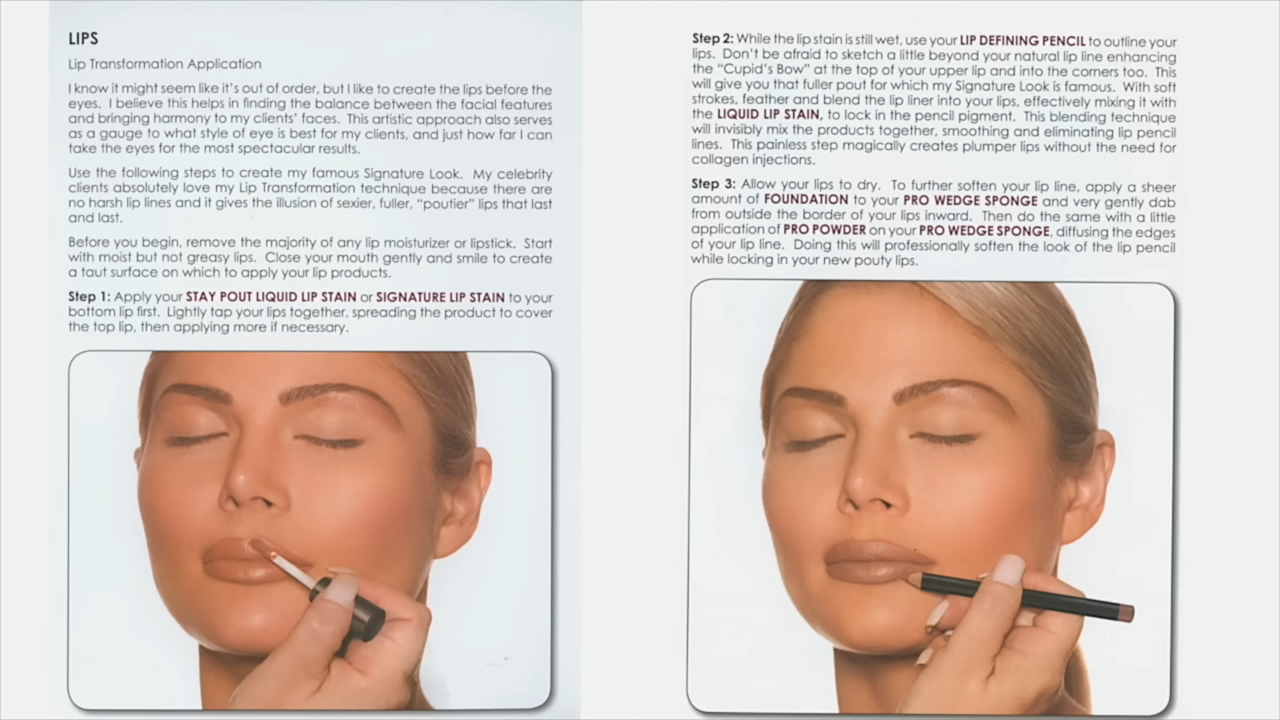 LIPS
Lip Transformation Application
I know it might seem like it's out of order, but I like to create the lips before the
eyes. I believe this helps in finding the balance between the facial features
and bringing harmony to my clients' faces. This artistic approach also serves
as a gauge to what style of eye is best for my clients, and just how far I can
take the eyes for the most spectacular results.
Use the following steps to create my famous Signature Look. My celebrity
clients absolutely love my Lip Transformation technique because there are
no harsh lip lines and it gives the illusion of sexier, fuller, "poutier" lips that last
and last.
Before you begin, remove the majority of any lip moisturizer or lipstick. Start
with moist but not greasy lips. Close your mouth gently and smile to create
a taut surface on which to apply your lip products.
Step 1: Apply your STAY POUT LIQUID LIP STAIN or SIGNATURE LIP STAIN to your
bottom lip first. Lightly tap your lips together, spreading the product to cover
the top lip, then applying more if necessary.
Step 2: While the lip stain is still wet, use your LIP DEFINING PENCIL to outline your
lips. Don't be afraid to sketch a little beyond your natural lip line enhancing
the "Cupid's Bow" at the top of your upper lip and into the corners too. This
will give you that fuller pout for which my Signature Look is famous. With soft
strokes, feather and blend the lip liner into your lips, effectively mixing it with
the LIQUID LIP STAIN, to lock in the pencil pigment. This blending technique
will invisibly mix the products together, smoothing and eliminating lip pencil
lines. This painless step magically creates plumper lips without the need for
collagen injections.
Step 3: Allow your lips to dry. To further soften your lip line, apply a sheer
amount of FOUNDATION to your PRO WEDGE SPONGE and very gently dab
from outside the border of your lips inward. Then do the same with a little
application of PRO POWDER on your PRO WEDGE SPONGE, diffusing the edges
of your lip line. Doing this will professionally soften the look of the lip pencil
while locking in your new pouty lips.